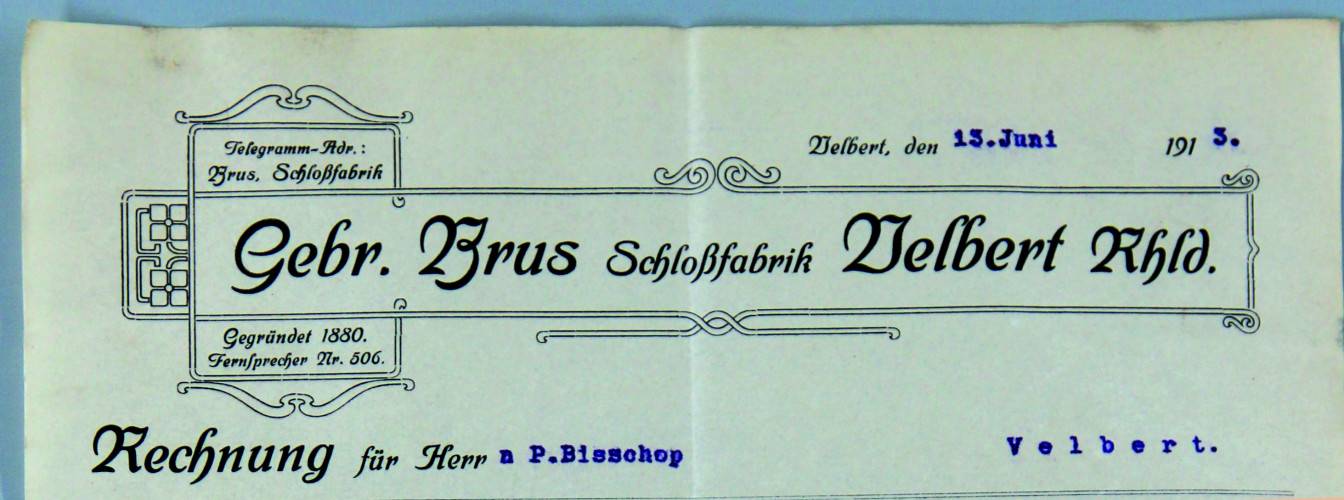 Telegramm-Adr.:
Brus, Schloßfabrik
Velbert, den 13.Juni 1913.
Gebr. Brus Schloßfabrik Velbert Rhld.
Gegründet 1880.
Fernsprecher Nr. 506.
Rechnung für Herrn P.Bisschop Velbert.